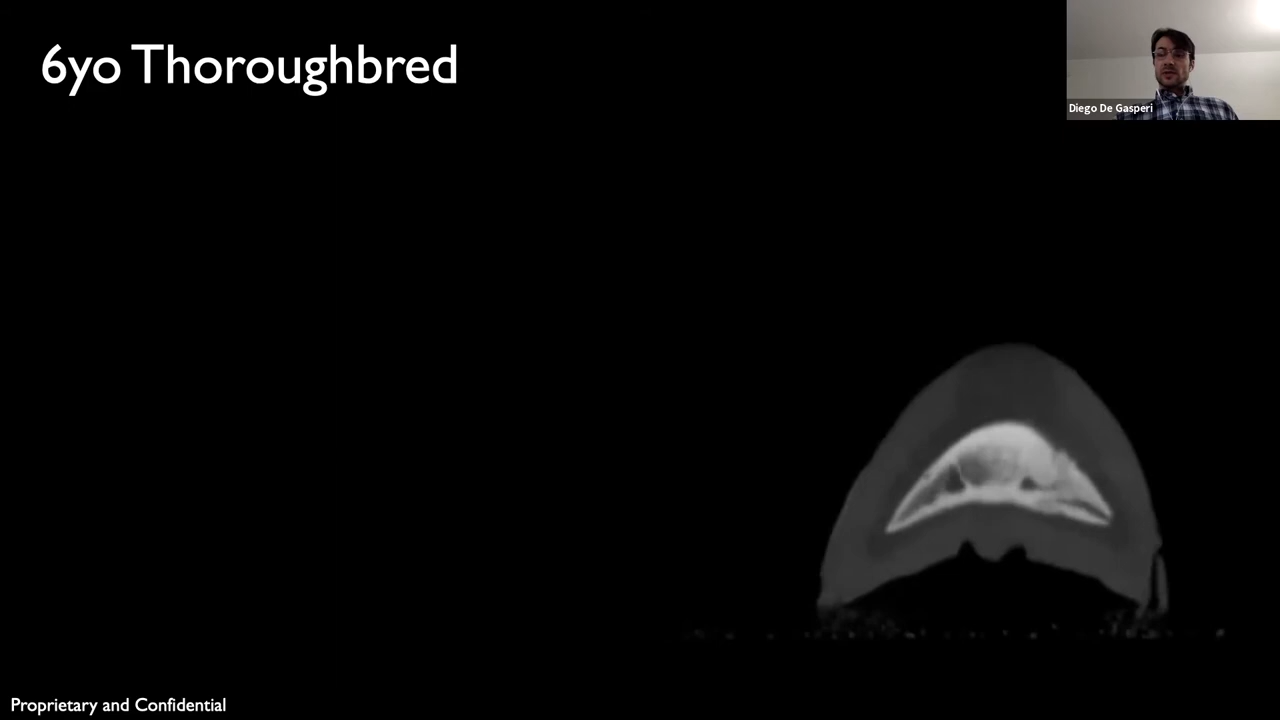 6yo Thoroughbred
Diego De Gasperi
Proprietary and Confidential